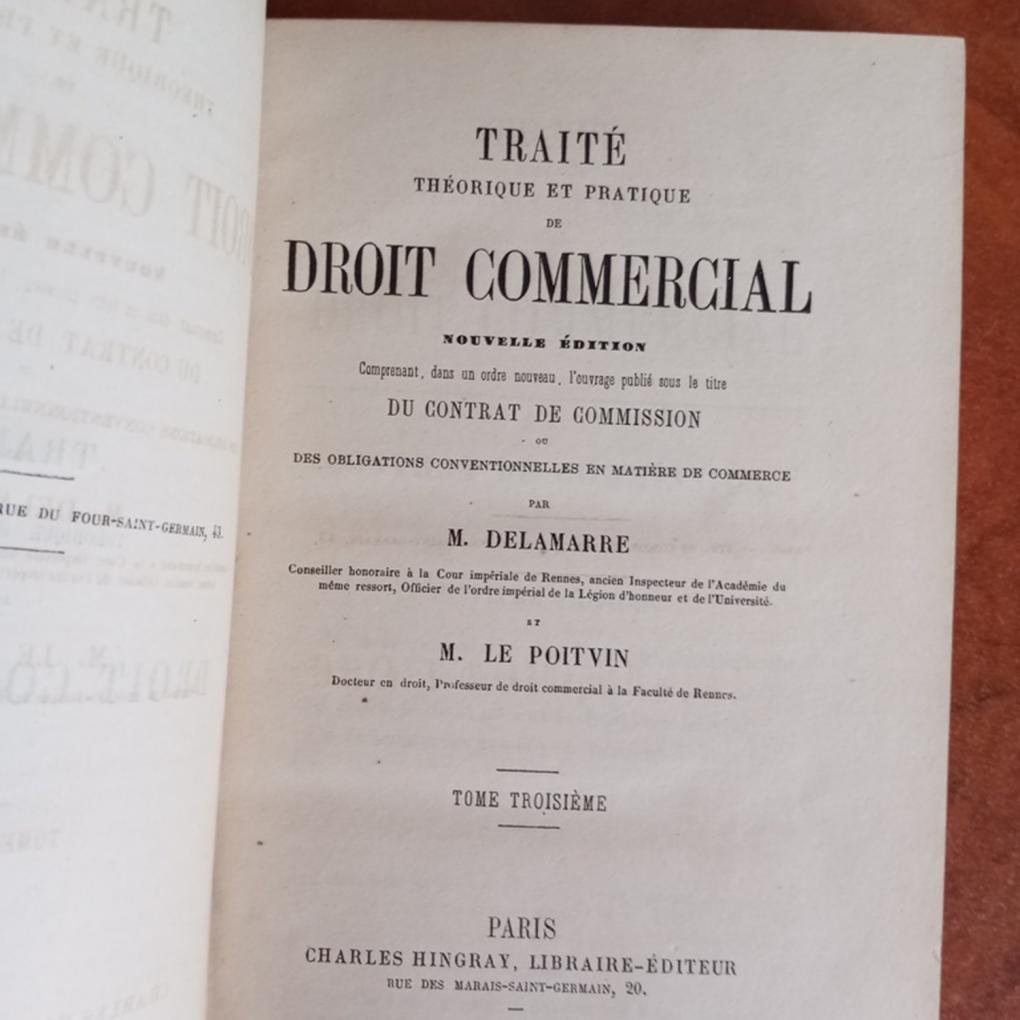 RUE DU FOUR-SAINT-GERMAIN, 43.
TRAITÉ
THÉORIQUE ET PRATIQUE
DE
DROIT COMMERCIAL
NOUVELLE ÉDITION
Comprenant, dans un ordre nouveau, l'ouvrage publié sous le titre
DU CONTRAT DE COMMISSION
OU
DES OBLIGATIONS CONVENTIONNELLES EN MATIÈRE DE COMMERCE
PAR
M. DELAMARRE
Conseiller honoraire à la Cour impériale de Rennes, ancien Inspecteur de l'Académie du
même ressort, Officier de l'ordre impérial de la Légion d'honneur et de l'Université.
ET
M. LE POITVIN
Docteur en droit, Professeur de droit commercial à la Faculté de Rennes.
TOME TROISIÈME
PARIS
CHARLES HINGRAY, LIBRAIRE-ÉDITEUR
RUE DES MARAIS-SAINT-GERMAIN, 20.